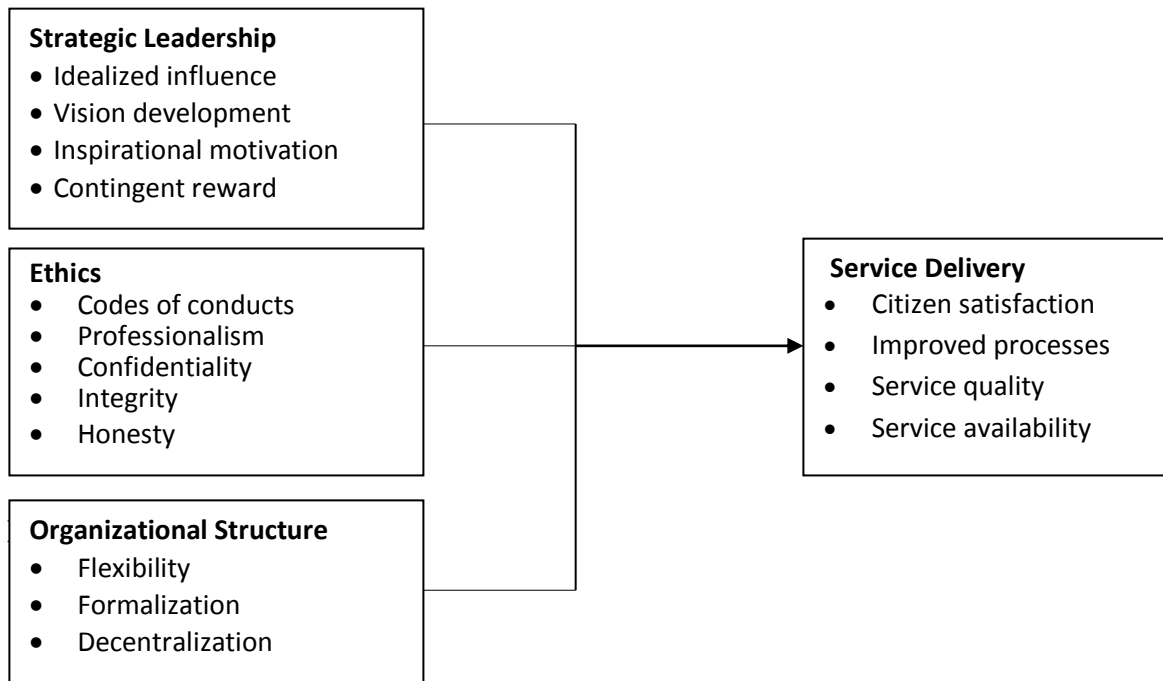 Strategic Leadership
• Idealized influence
• Vision development
• Inspirational motivation
• Contingent reward
Ethics
• Codes of conducts
• Professionalism
• Confidentiality
• Integrity
• Honesty
Organizational Structure
• Flexibility
• Formalization
• Decentralization
Service Delivery
• Citizen satisfaction
• Improved processes
• Service quality
• Service availability